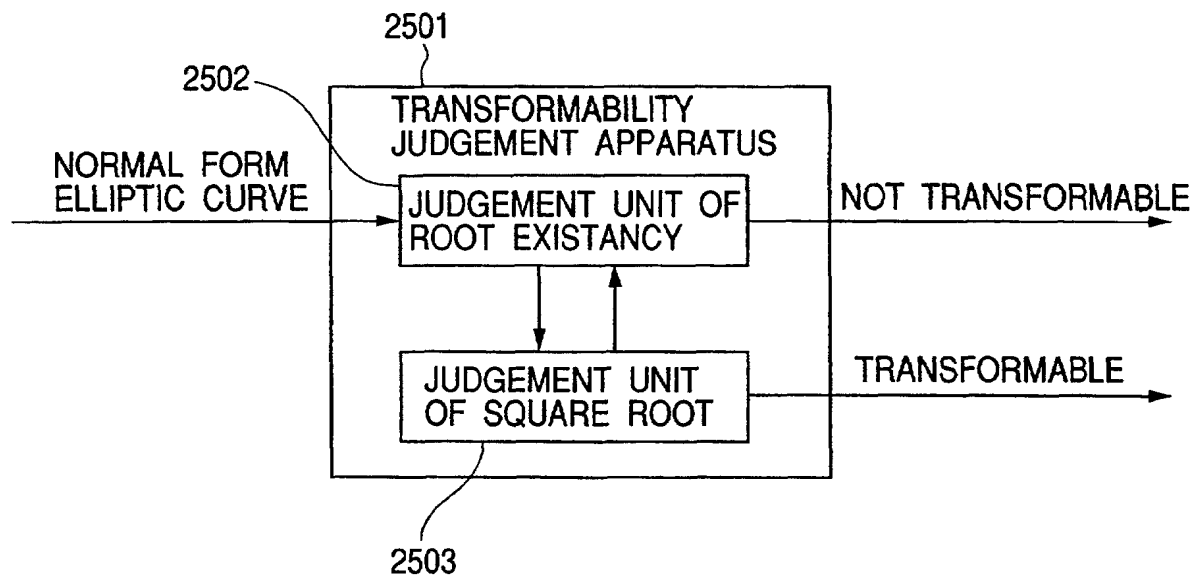 2501
2502
TRANSFORMABILITY
JUDGEMENT APPARATUS
NORMAL FORM
ELLIPTIC CURVE
JUDGEMENT UNIT OF
ROOT EXISTANCY
NOT TRANSFORMABLE
JUDGEMENT UNIT
OF SQUARE ROOT
TRANSFORMABLE
2503